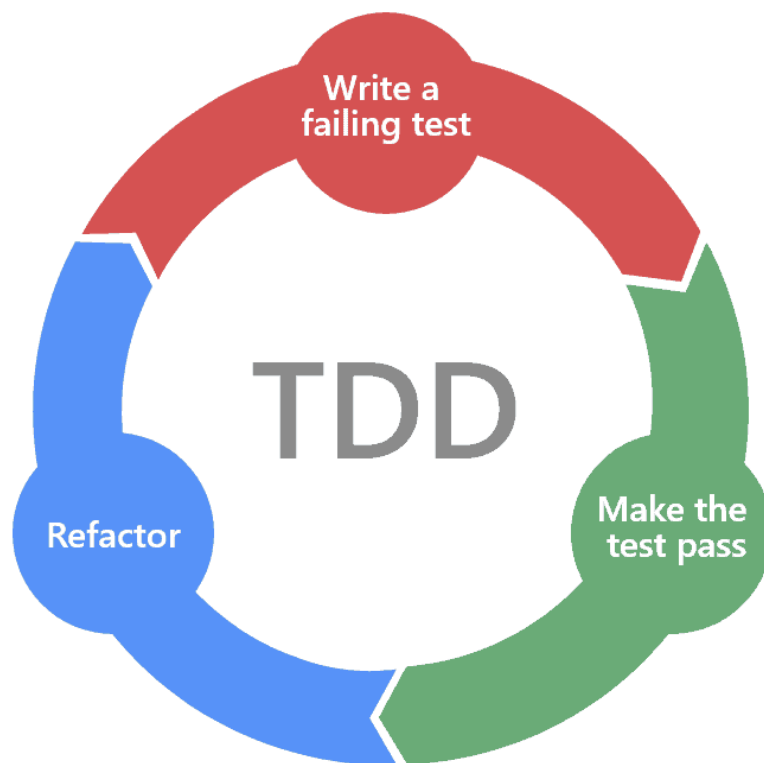 Write a
failing test
TDD
Make the
test pass
Refactor